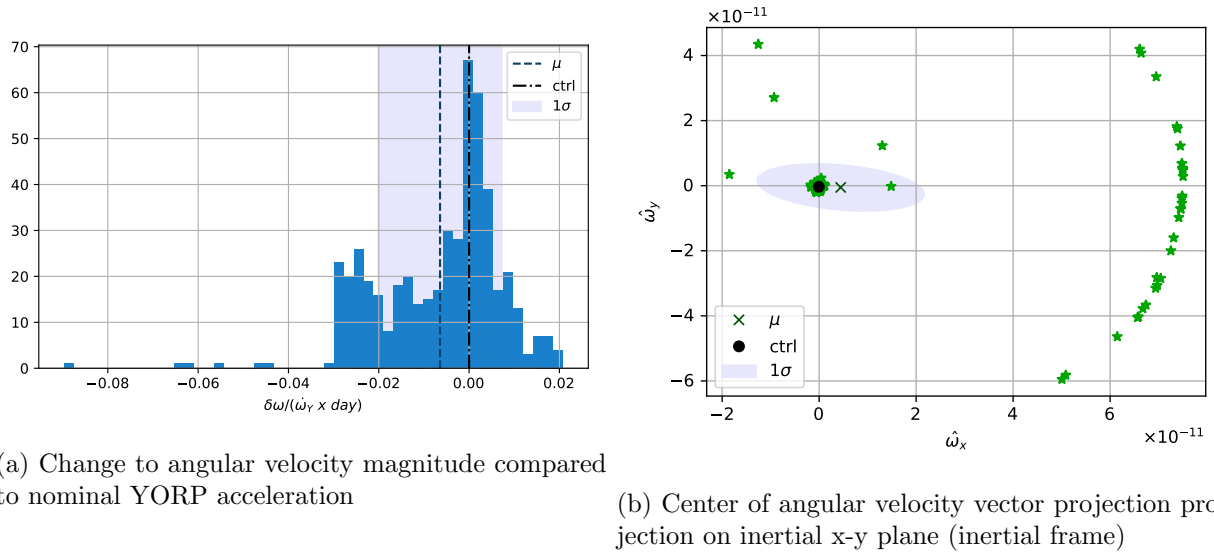 70
60
50
40
30
20
10
0
−0.08 −0.06 −0.04 −0.02 0.00 0.02
δω/(ω̇_Y x day)
μ
ctrl
1σ
×10⁻¹¹
4
2
0
−2
−4
−6
ω̂_y
−2 0 2 4 6
ω̂_x
×10⁻¹¹
μ
ctrl
1σ
a) Change to angular velocity magnitude compared
to nominal YORP acceleration
(b) Center of angular velocity vector projection pro
jection on inertial x-y plane (inertial frame)